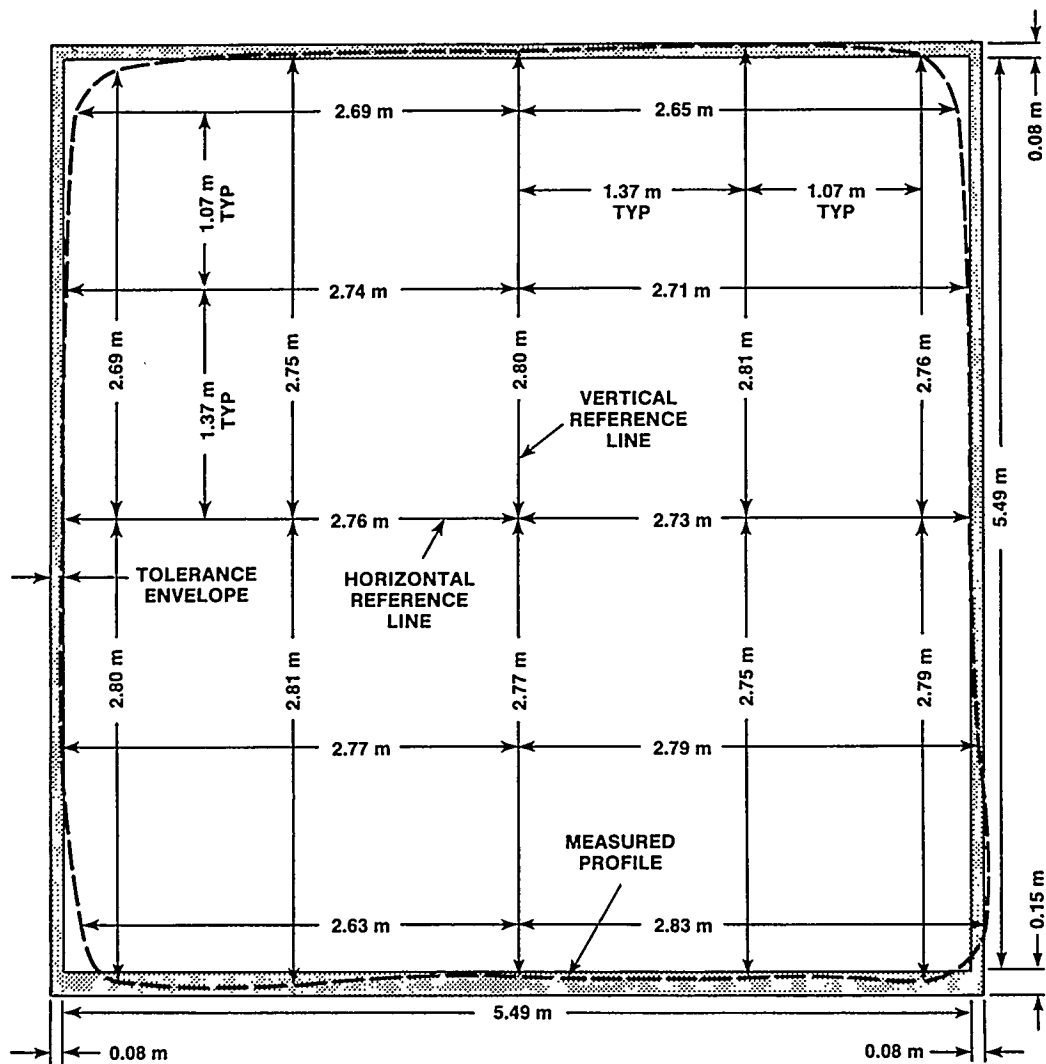 2.69 m
2.65 m
0.08 m
1.07 m
TYP
1.37 m
TYP
1.07 m
TYP
2.74 m
2.71 m
2.69 m
1.37 m
TYP
2.75 m
2.80 m
2.81 m
2.76 m
VERTICAL
REFERENCE
LINE
5.49 m
2.76 m
2.73 m
TOLERANCE
ENVELOPE
HORIZONTAL
REFERENCE
LINE
2.80 m
2.81 m
2.77 m
2.75 m
2.79 m
2.77 m
2.79 m
MEASURED
PROFILE
2.63 m
2.83 m
0.15 m
5.49 m
0.08 m
0.08 m